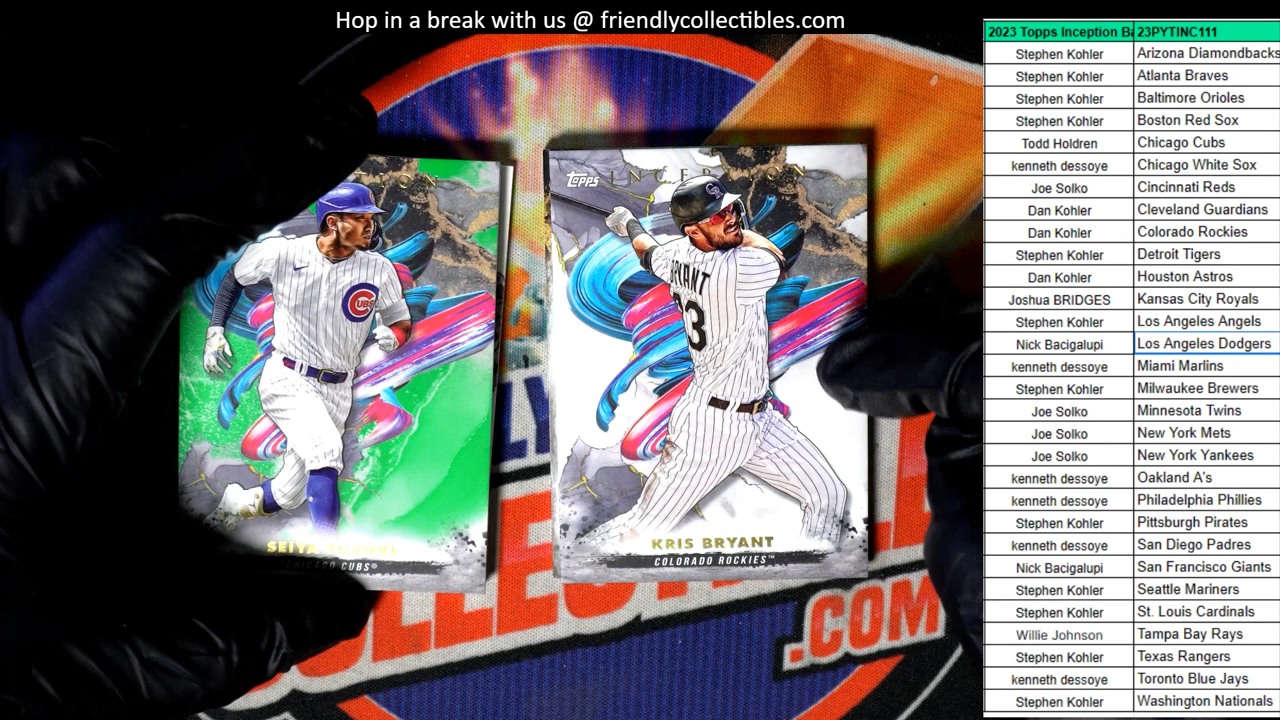 Hop in a break with us @ friendlycollectibles.com
2023 Topps Inception Ba 23PYTINC111
Stephen Kohler Arizona Diamondbacks
Stephen Kohler Atlanta Braves
Stephen Kohler Baltimore Orioles
Stephen Kohler Boston Red Sox
Todd Holdren Chicago Cubs
kenneth dessoye Chicago White Sox
Joe Solko Cincinnati Reds
Dan Kohler Cleveland Guardians
Dan Kohler Colorado Rockies
Stephen Kohler Detroit Tigers
Dan Kohler Houston Astros
Joshua BRIDGES Kansas City Royals
Stephen Kohler Los Angeles Angels
Nick Bacigalupi Los Angeles Dodgers
kenneth dessoye Miami Marlins
Stephen Kohler Milwaukee Brewers
Joe Solko Minnesota Twins
Joe Solko New York Mets
Joe Solko New York Yankees
kenneth dessoye Oakland A's
kenneth dessoye Philadelphia Phillies
Stephen Kohler Pittsburgh Pirates
kenneth dessoye San Diego Padres
Nick Bacigalupi San Francisco Giants
Stephen Kohler Seattle Mariners
Stephen Kohler St. Louis Cardinals
Willie Johnson Tampa Bay Rays
Stephen Kohler Texas Rangers
kenneth dessoye Toronto Blue Jays
Stephen Kohler Washington Nationals
CUBS
SEIYA
CHICAGO CUBS®
TOPPS INCEPTION
CR
BRYANT
KRIS BRYANT
COLORADO ROCKIES™
.COM